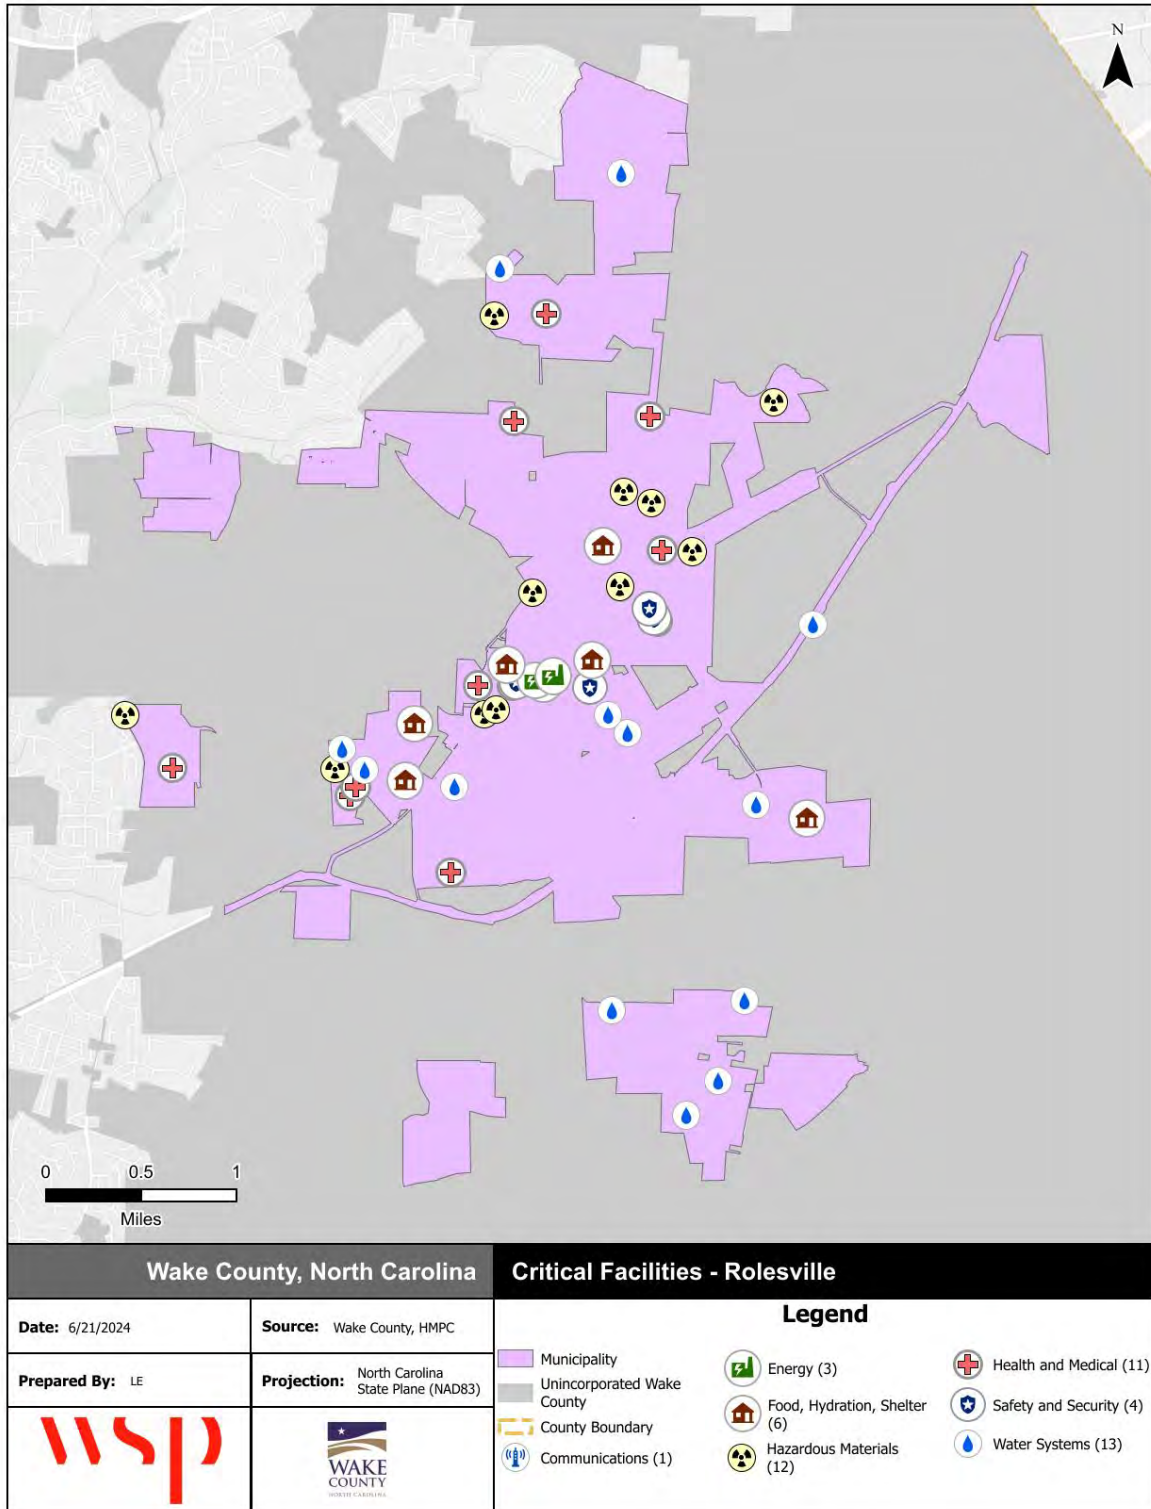 N
0 0.5 1
Miles
Wake County, North Carolina
Critical Facilities - Rolesville
Date: 6/21/2024
Source: Wake County, HMPC
Prepared By: LE
Projection: North Carolina
State Plane (NAD83)
wsp
WAKE
COUNTY
NORTH CAROLINA
Legend
Municipality
Unincorporated Wake
County
County Boundary
Communications (1)
Energy (3)
Food, Hydration, Shelter
(6)
Hazardous Materials
(12)
Health and Medical (11)
Safety and Security (4)
Water Systems (13)